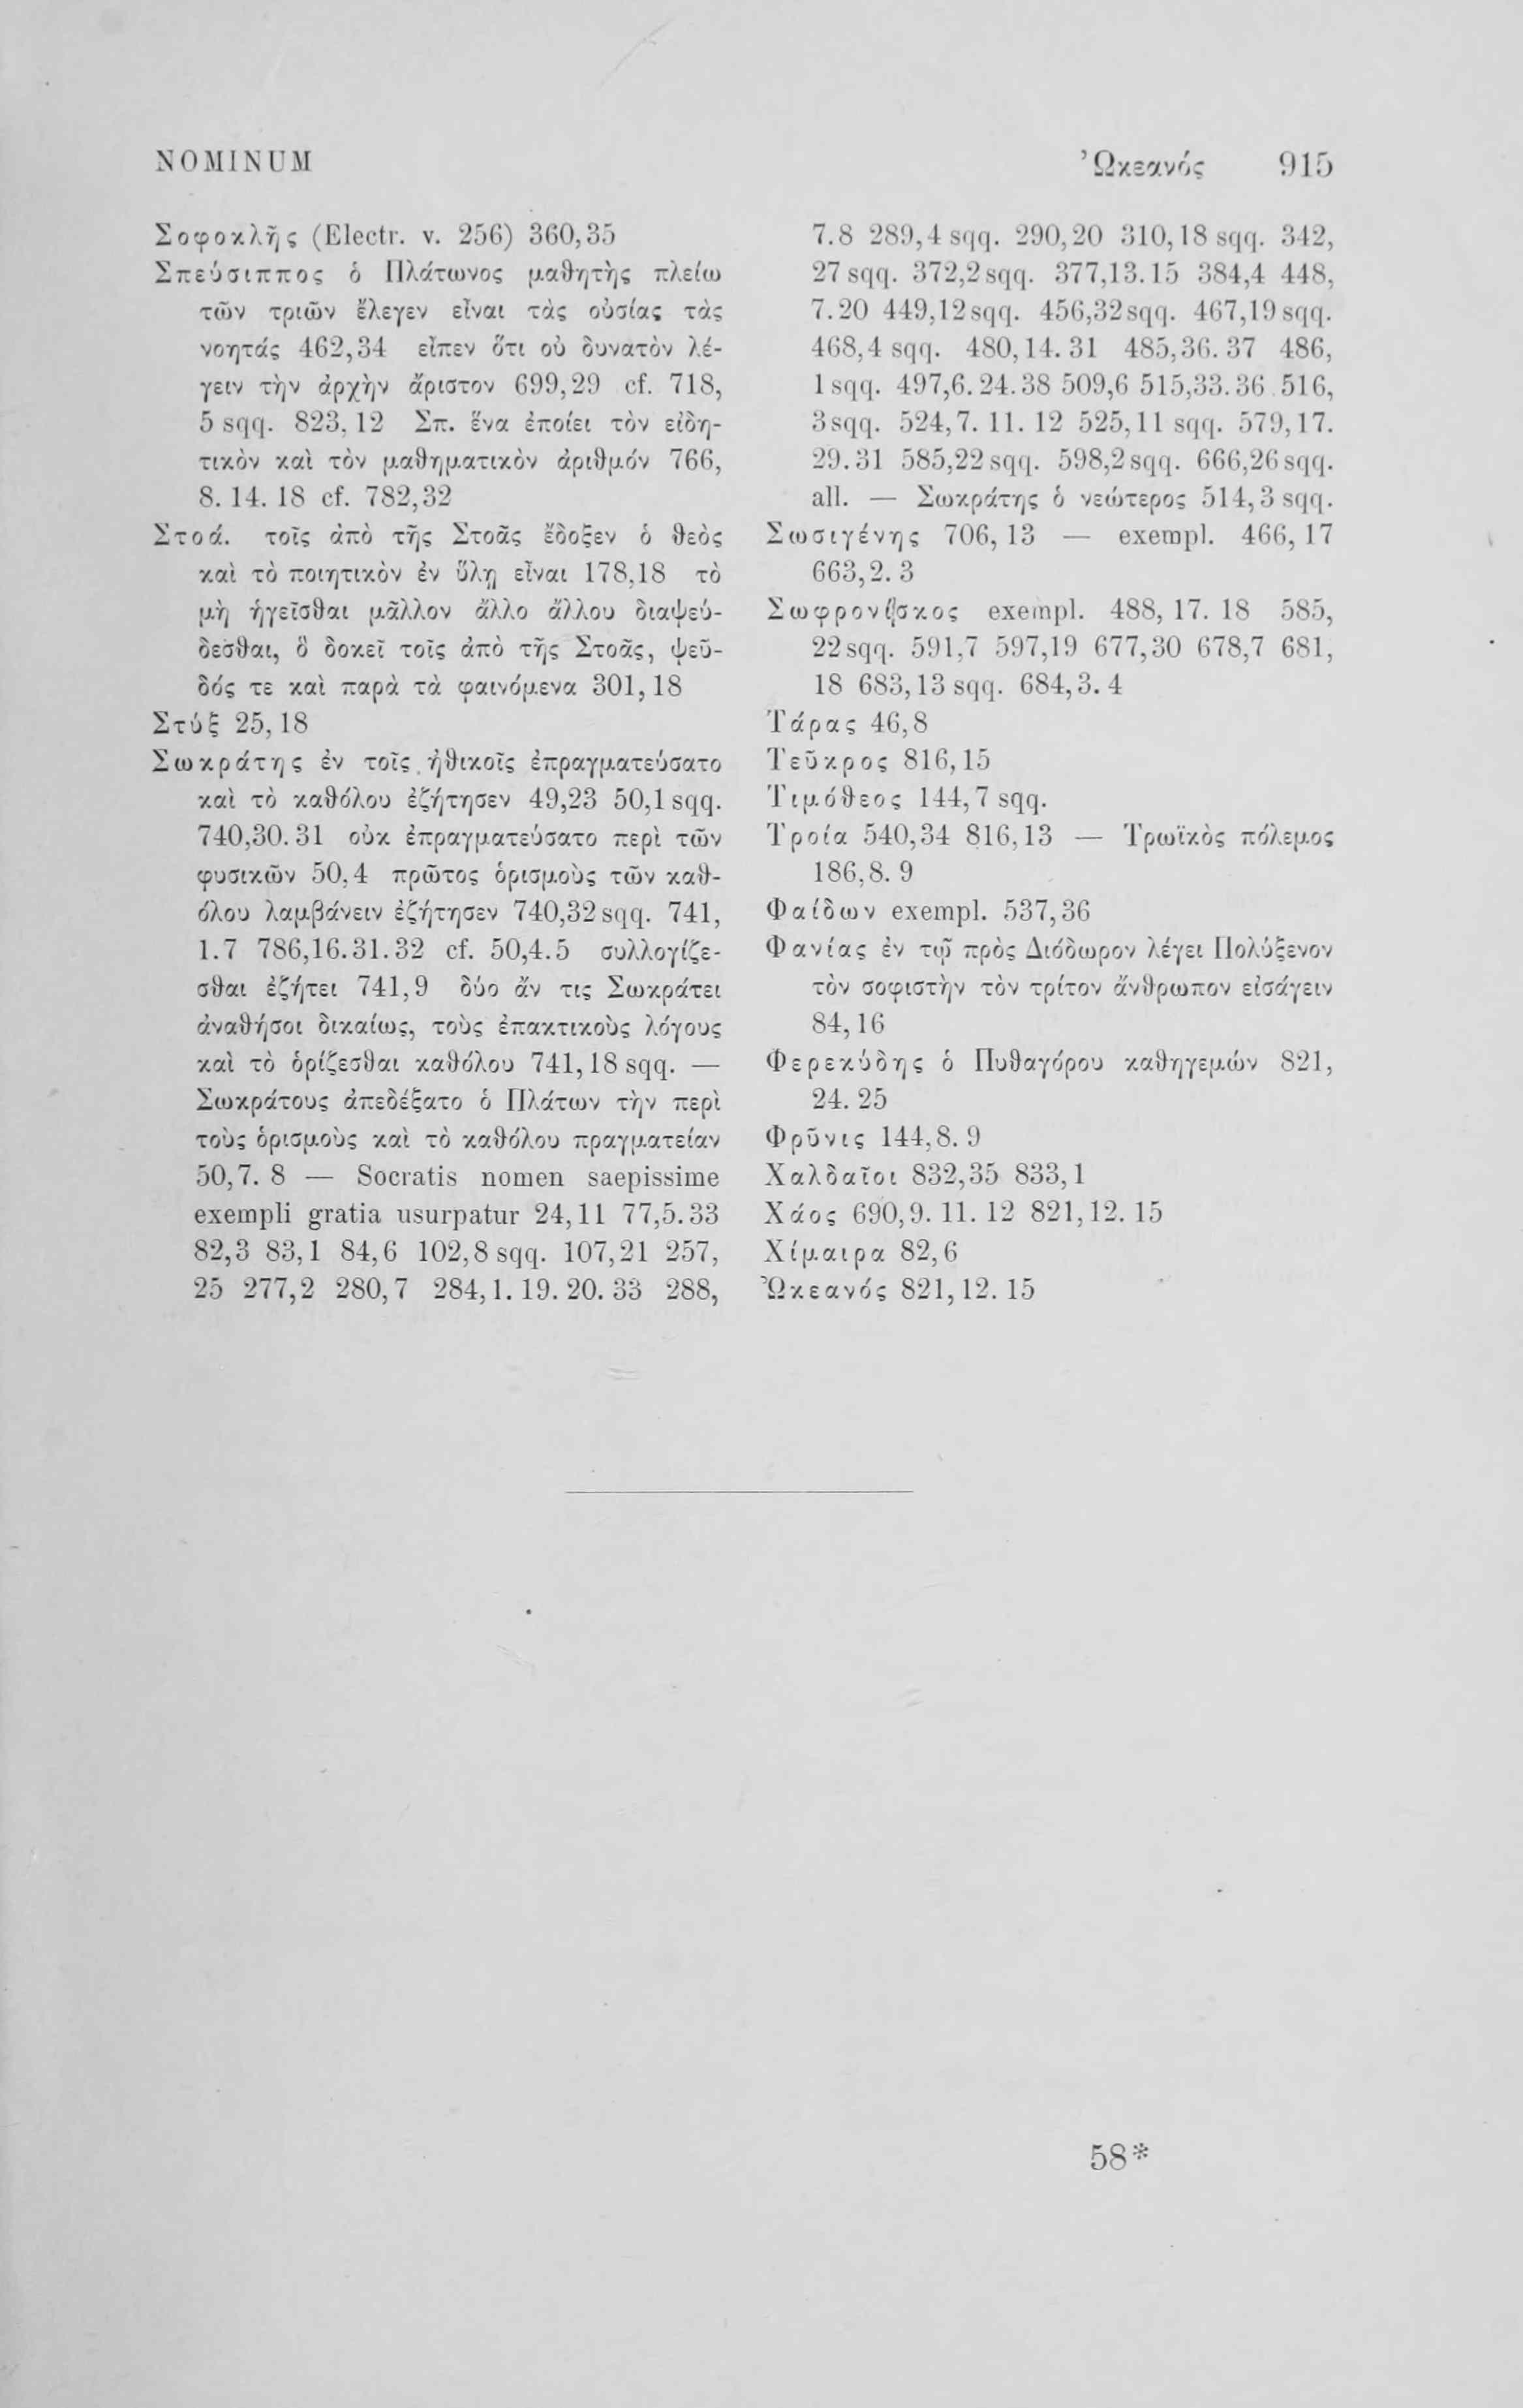 NOMINUM Ὠκεανός 915
Σοφοκλῆς (Electr. v. 256) 360,35
Σπεύσιππος ὁ Πλάτωνος μαθητὴς πλείω
τῶν τριῶν ἔλεγεν εἶναι τὰς οὐσίας τὰς
νοητάς 462,34 εἶπεν ὅτι οὐ δυνατὸν λέ-
γειν τὴν ἀρχὴν ἄριστον 699,29 cf. 718,
5 sqq. 823,12 Σπ. ἕνα ἐποίει τὸν εἰδη-
τικὸν καὶ τὸν μαθηματικὸν ἀριθμόν 766,
8. 14. 18 cf. 782,32
Στοά. τοῖς ἀπὸ τῆς Στοᾶς ἔδοξεν ὁ θεὸς
καὶ τὸ ποιητικὸν ἐν ὕλῃ εἶναι 178,18 τὸ
μὴ ἡγεῖσθαι μᾶλλον ἄλλο ἄλλου διαψεύ-
δεσθαι, ὃ δοκεῖ τοῖς ἀπὸ τῆς Στοᾶς, ψεῦ-
δός τε καὶ παρὰ τὰ φαινόμενα 301,18
Στύξ 25,18
Σωκράτης ἐν τοῖς ἠθικοῖς ἐπραγματεύσατο
καὶ τὸ καθόλου ἐζήτησεν 49,23 50,1 sqq.
740,30. 31 οὐκ ἐπραγματεύσατο περὶ τῶν
φυσικῶν 50,4 πρῶτος ὁρισμοὺς τῶν καθ-
όλου λαμβάνειν ἐζήτησεν 740,32 sqq. 741,
1.7 786,16.31.32 cf. 50,4.5 συλλογίζε-
σθαι ἐζήτει 741,9 δύο ἄν τις Σωκράτει
ἀναθήσοι δικαίως, τοὺς ἐπακτικοὺς λόγους
καὶ τὸ ὁρίζεσθαι καθόλου 741,18 sqq. —
Σωκράτους ἀπεδέξατο ὁ Πλάτων τὴν περὶ
τοὺς ὁρισμοὺς καὶ τὸ καθόλου πραγματείαν
50,7. 8 — Socratis nomen saepissime
exempli gratia usurpatur 24,11 77,5.33
82,3 83,1 84,6 102,8 sqq. 107,21 257,
25 277,2 280,7 284,1. 19. 20. 33 288,
7.8 289,4 sqq. 290,20 310,18 sqq. 342,
27 sqq. 372,2 sqq. 377,13.15 384,4 448,
7.20 449,12 sqq. 456,32 sqq. 467,19 sqq.
468,4 sqq. 480,14. 31 485,36. 37 486,
1 sqq. 497,6. 24. 38 509,6 515,33. 36 516,
3 sqq. 524,7. 11. 12 525,11 sqq. 579,17.
29. 31 585,22 sqq. 598,2 sqq. 666,26 sqq.
all. — Σωκράτης ὁ νεώτερος 514,3 sqq.
Σωσιγένης 706,13 — exempl. 466,17
663,2. 3
Σωφρονίσκος exempl. 488,17. 18 585,
22 sqq. 591,7 597,19 677,30 678,7 681,
18 683,13 sqq. 684,3. 4
Τάρας 46,8
Τεῦκρος 816,15
Τιμόθεος 144,7 sqq.
Τροία 540,34 816,13 — Τρωϊκὸς πόλεμος
186,8. 9
Φαίδων exempl. 537,36
Φανίας ἐν τῷ πρὸς Διόδωρον λέγει Πολύξενον
τὸν σοφιστὴν τὸν τρίτον ἄνθρωπον εἰσάγειν
84,16
Φερεκύδης ὁ Πυθαγόρου καθηγεμών 821,
24. 25
Φρῦνις 144,8. 9
Χαλδαῖοι 832,35 833,1
Χάος 690,9. 11. 12 821,12. 15
Χίμαιρα 82,6
Ὠκεανός 821,12. 15
58*